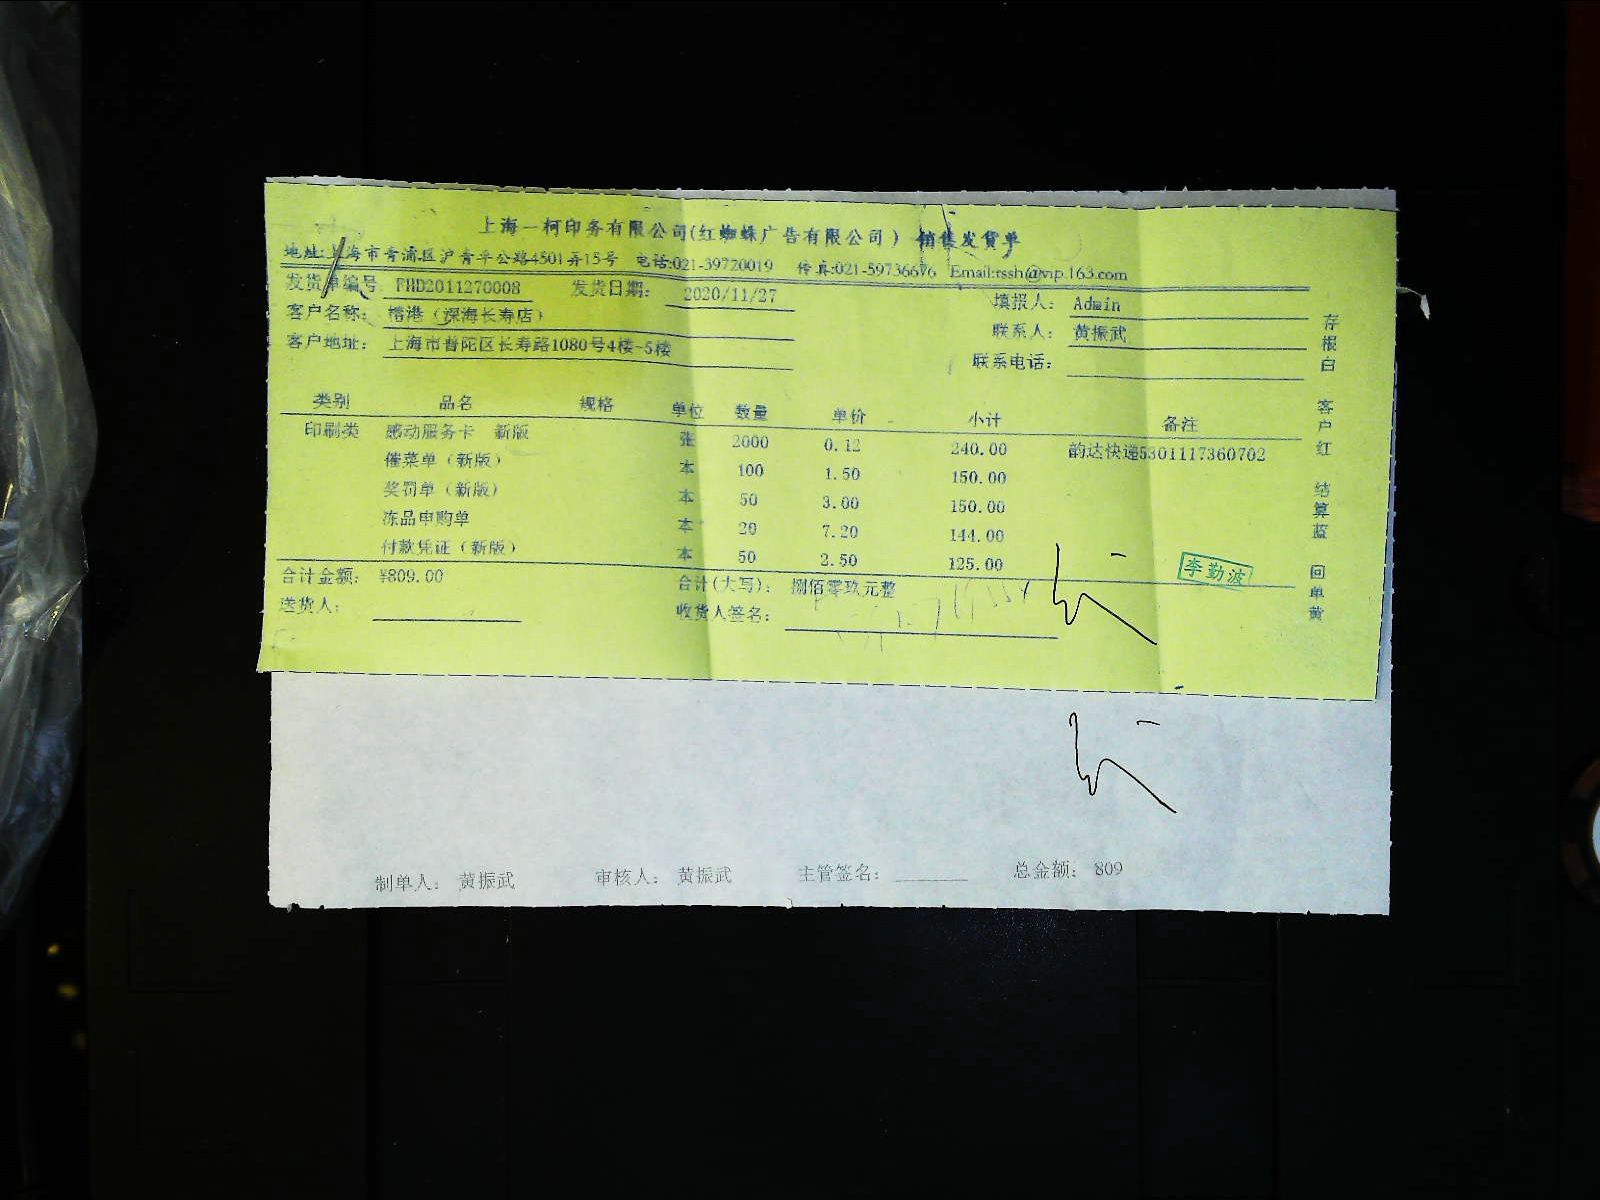 上海一柯印务有限公司(红蜘蛛广告有限公司) 销售发货单
地址:上海市青浦区沪青平公路4501弄15号 电话:021-39720019 传真:021-59736676 Email:tssh@vip.163.com
发货单编号: FHD2011270008 发货日期: 2020/11/27 填报人: Admin
客户名称: 榕港（深海长寿店） 联系人: 黄振武
客户地址: 上海市普陀区长寿路1080号4楼-5楼 联系电话:
类别 品名 规格 单位 数量 单价 小计 备注
印刷类 感动服务卡 新版 张 2000 0.12 240.00 韵达快递5301117360702
催菜单（新版） 本 100 1.50 150.00
奖罚单（新版） 本 50 3.00 150.00
冻品申购单 本 20 7.20 144.00
付款凭证（新版） 本 50 2.50 125.00
合计金额: ¥809.00 合计(大写): 捌佰零玖元整
送货人: 收货人签名:
李勤波
存根白 客户红 结算蓝 回单黄
制单人: 黄振武 审核人: 黄振武 主管签名: 总金额: 809